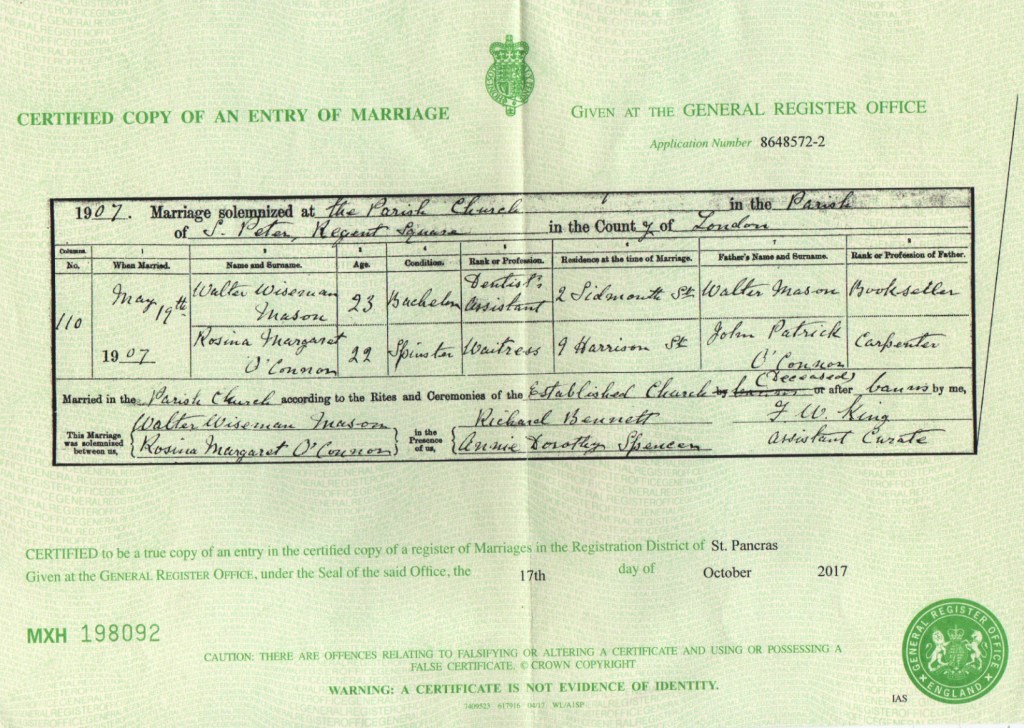 CERTIFIED COPY OF AN ENTRY OF MARRIAGE
GIVEN AT THE GENERAL REGISTER OFFICE
Application Number 8648572-2
1907. Marriage solemnized at the Parish Church in the Parish
of S. Peter, Regent Square in the County of London
Columns. 1 2 3 4 5 6 7 8
No. When Married. Name and Surname. Age. Condition. Rank or Profession. Residence at the time of Marriage. Father's Name and Surname. Rank or Profession of Father.
110 May 19th 1907
Walter Wiseman Mason 23 Bachelor Dentist's Assistant 2 Sidmouth St Walter Mason Bookseller
Rosina Margaret O'Connor 22 Spinster Waitress 9 Harrison St John Patrick O'Connor (Deceased) Carpenter
Married in the Parish Church according to the Rites and Ceremonies of the Established Church by or after banns by me,
This Marriage was solemnized between us, Walter Wiseman Mason
Rosina Margaret O'Connor
in the Presence of us, Richard Bennett
Annie Dorothy Spencer
F. W. King
Assistant Curate
CERTIFIED to be a true copy of an entry in the certified copy of a register of Marriages in the Registration District of St. Pancras
Given at the GENERAL REGISTER OFFICE, under the Seal of the said Office, the 17th day of October 2017
MXH 198092
CAUTION: THERE ARE OFFENCES RELATING TO FALSIFYING OR ALTERING A CERTIFICATE AND USING OR POSSESSING A
FALSE CERTIFICATE. © CROWN COPYRIGHT
WARNING: A CERTIFICATE IS NOT EVIDENCE OF IDENTITY.
IAS
GENERAL REGISTER OFFICE
ENGLAND